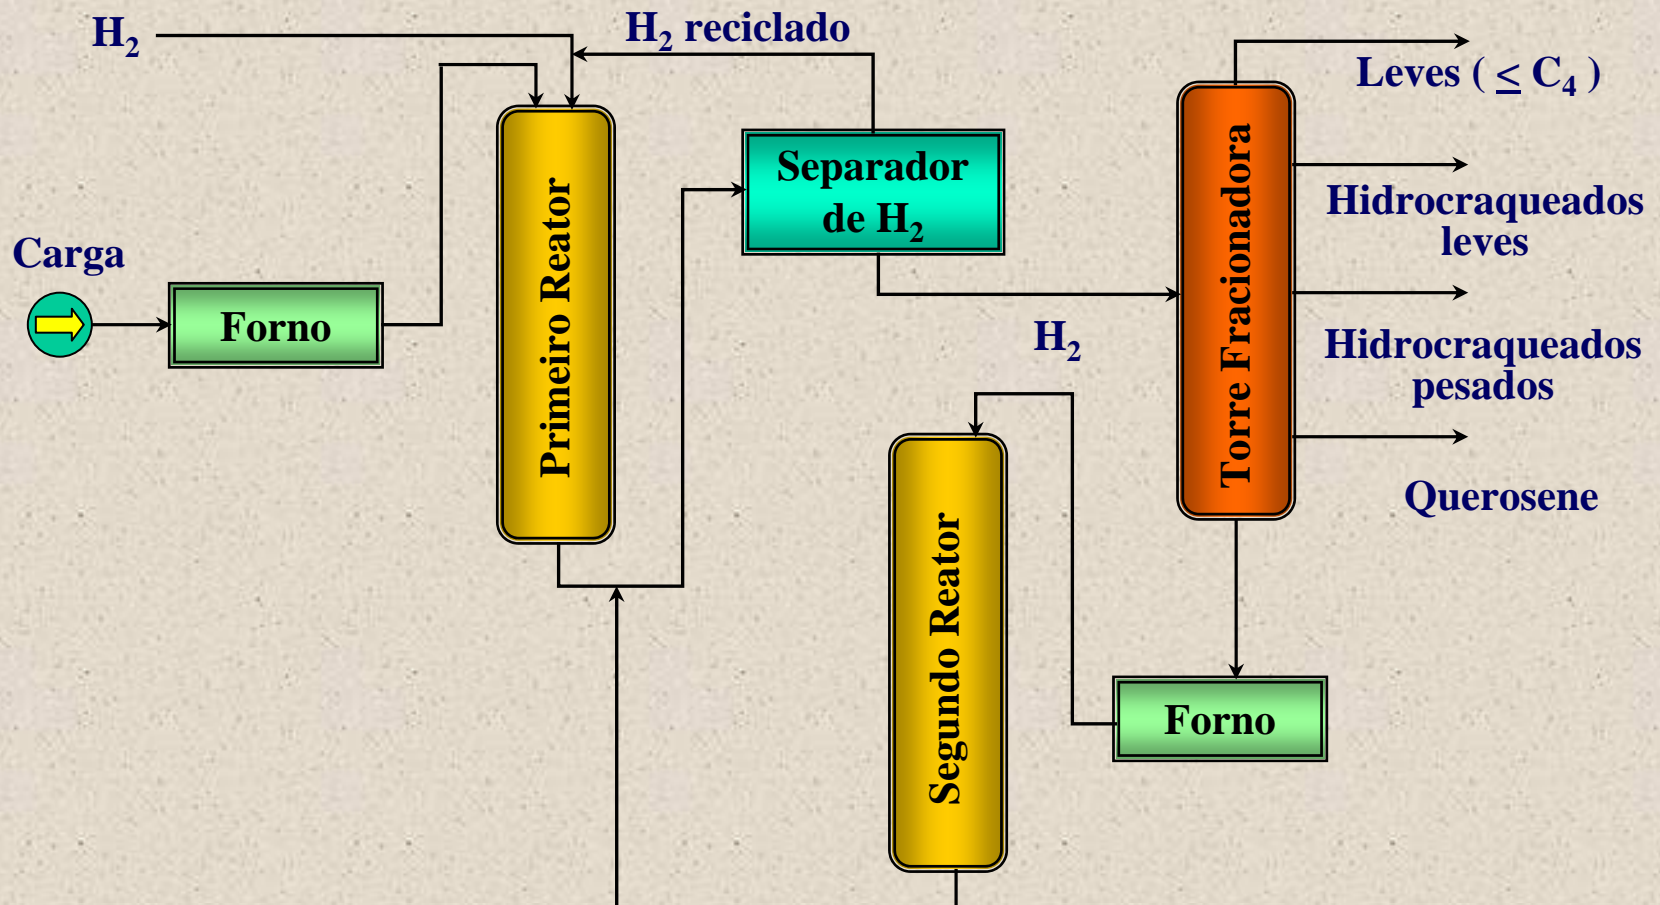 H₂
H₂ reciclado
Leves ( ≤ C₄ )
Separador
de H₂
Hidrocraqueados
leves
Carga
Forno
Primeiro Reator
Torre Fracionadora
H₂
Hidrocraqueados
pesados
Querosene
Segundo Reator
Forno